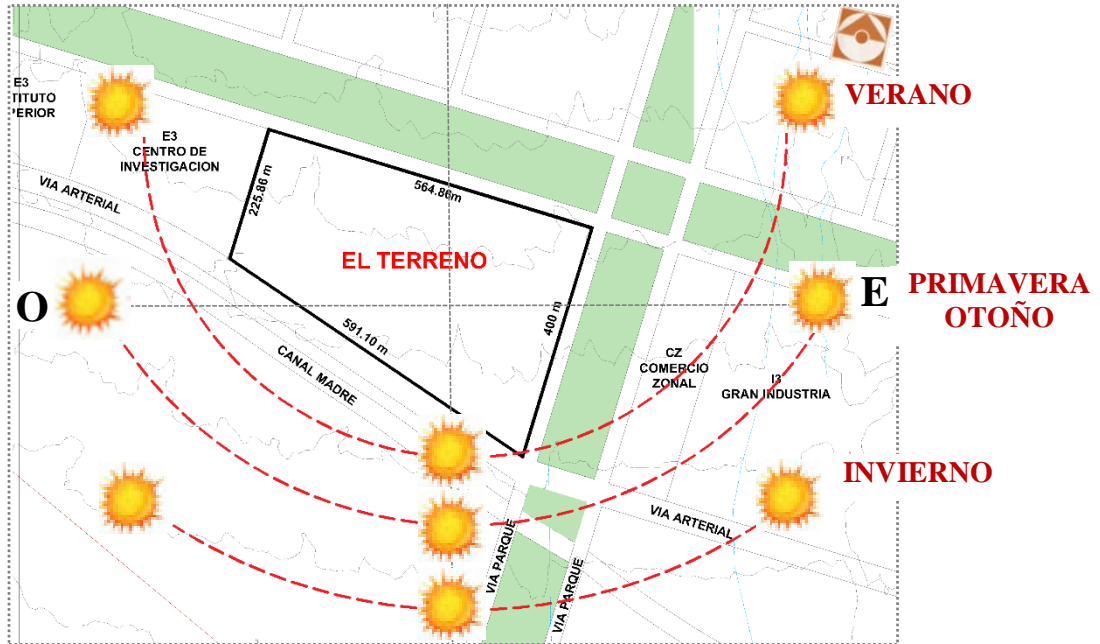 E3
TITUTO
PERIOR
E3
CENTRO DE
INVESTIGACION
VIA ARTERIAL
225.86 m
564.86m
EL TERRENO
591.10 m
400 m
CANAL MADRE
VERANO
O
E
PRIMAVERA
OTOÑO
CZ
COMERCIO
ZONAL
I3
GRAN INDUSTRIA
INVIERNO
VIA ARTERIAL
VIA PARQUE
VIA PARQUE